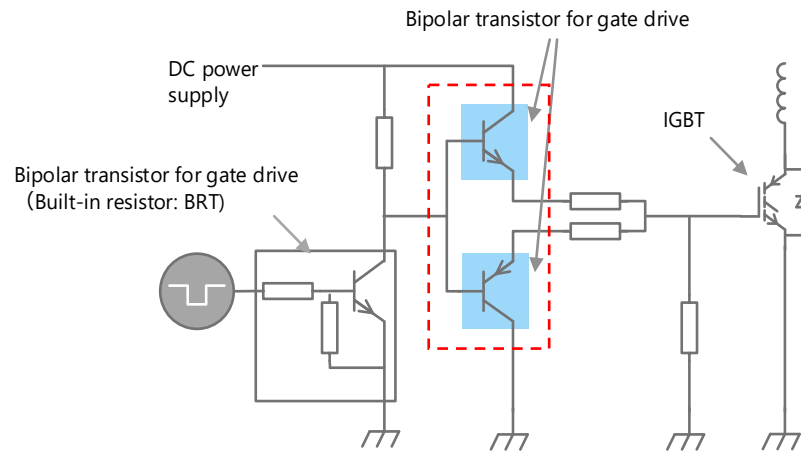 Bipolar transistor for gate drive
DC power
supply
IGBT
Bipolar transistor for gate drive
（Built-in resistor: BRT)